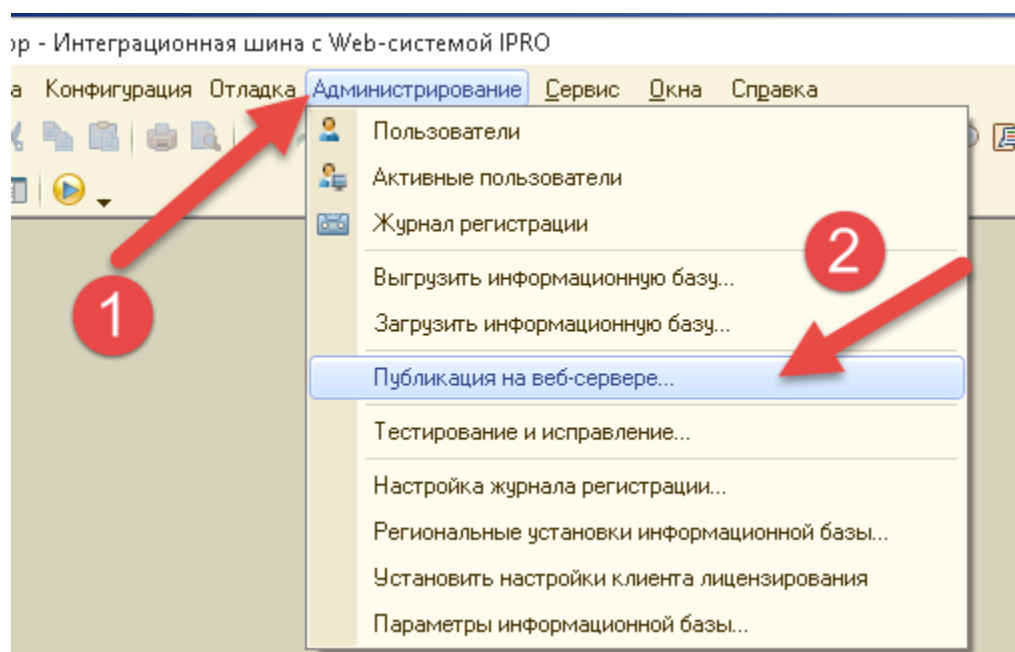 ор - Интеграционная шина с Web-системой IPRO
а Конфигурация Отладка Администрирование Сервис Окна Справка
Пользователи
Активные пользователи
Журнал регистрации
2
Выгрузить информационную базу...
1
Загрузить информационную базу...
Публикация на веб-сервере...
Тестирование и исправление...
Настройка журнала регистрации...
Региональные установки информационной базы...
Установить настройки клиента лицензирования
Параметры информационной базы...